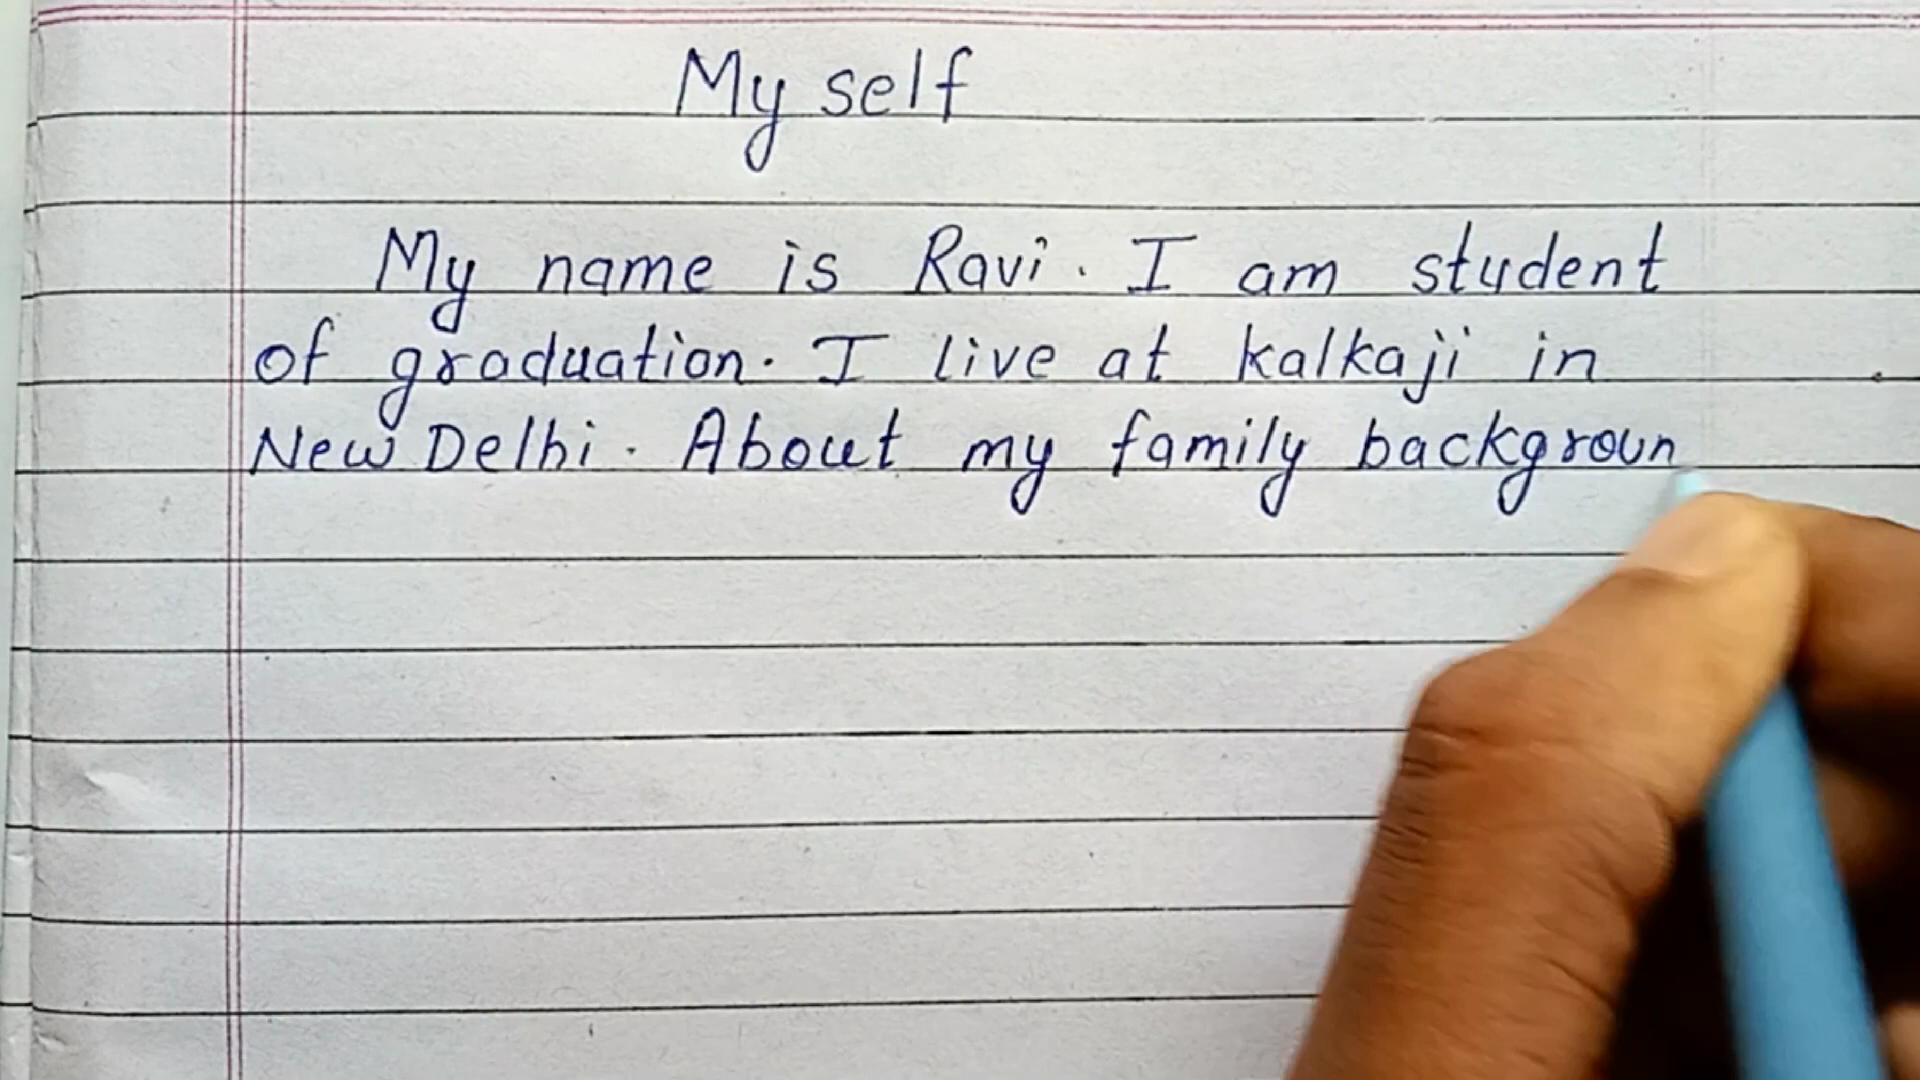 My self
My name is Ravi. I am student
of graduation. I live at kalkaji in
New Delhi. About my family backgroun